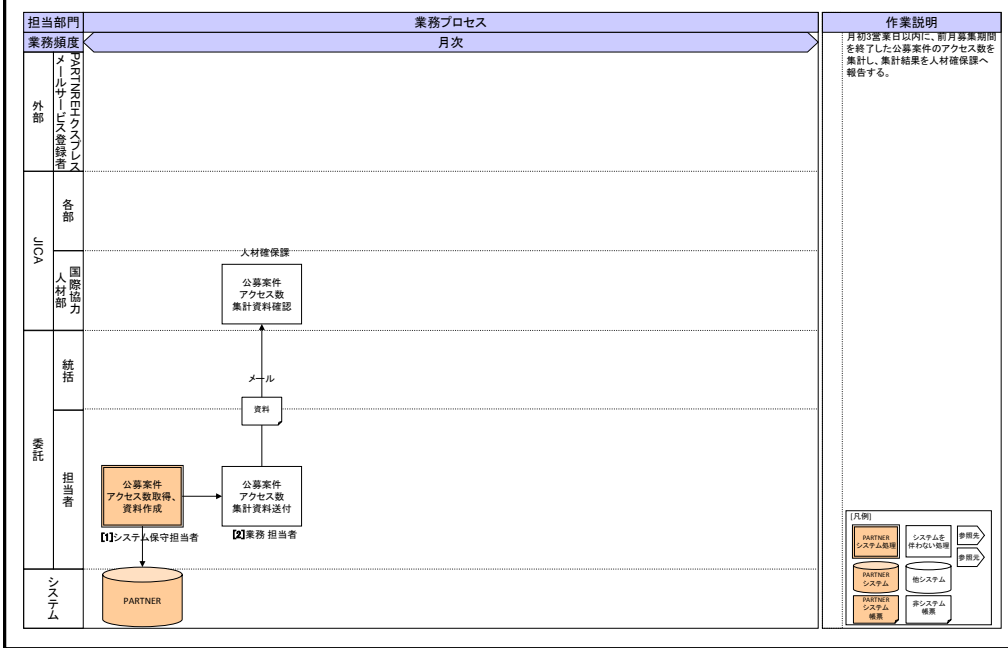 担当部門
業務プロセス
作業説明
業務頻度
月次
月初3営業日以内に、前月募集期間
を終了した公募案件のアクセス数を
集計し、集計結果を人材確保課へ
報告する。
外部
PARTNREエクスプレス
メールサービス登録者
JICA
各部
国際協力
人材部
人材確保課
公募案件
アクセス数
集計資料確認
委託
統括
メール
資料
担当者
公募案件
アクセス数取得、
資料作成
公募案件
アクセス数
集計資料送付
[1]システム保守担当者
[2]業務 担当者
システム
PARTNER
[凡例]
PARTNER
システム処理
システムを
伴わない処理
参照先
参照元
PARTNER
システム
他システム
PARTNER
システム
帳票
非システム
帳票